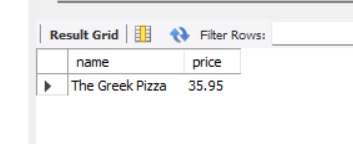 Result Grid Filter Rows:
name price
The Greek Pizza 35.95